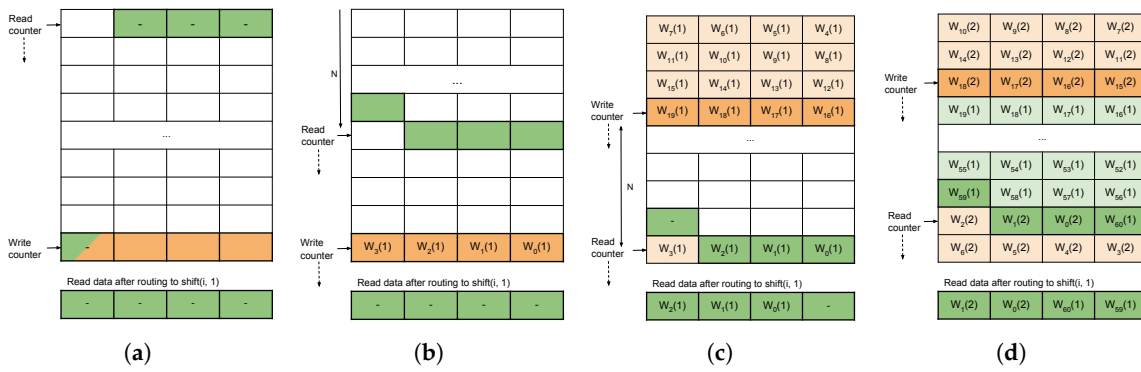 Read counter
- - -
...
Write counter
-
Read data after routing to shift(i, 1)
- - - -
(a)
N
...
Read counter
Write counter
W3(1) W2(1) W1(1) W0(1)
Read data after routing to shift(i, 1)
- - - -
(b)
W7(1) W6(1) W5(1) W4(1)
W11(1) W10(1) W9(1) W8(1)
W15(1) W14(1) W13(1) W12(1)
Write counter
W19(1) W18(1) W17(1) W16(1)
...
N
-
Read counter
W3(1) W2(1) W1(1) W0(1)
Read data after routing to shift(i, 1)
W2(1) W1(1) W0(1) -
(c)
W10(2) W9(2) W8(2) W7(2)
W14(2) W13(2) W12(2) W11(2)
Write counter
W18(2) W17(2) W16(2) W15(2)
W19(1) W18(1) W17(1) W16(1)
...
W55(1) W54(1) W53(1) W52(1)
W59(1) W58(1) W57(1) W56(1)
Read counter
W2(2) W1(2) W0(2) W60(1)
W6(2) W5(2) W4(2) W3(2)
Read data after routing to shift(i, 1)
W1(2) W0(2) W60(1) W59(1)
(d)